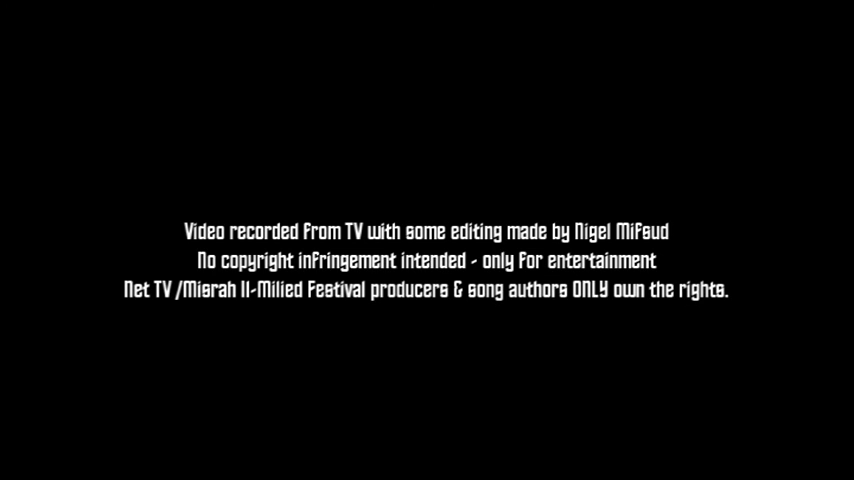 Video recorded from TV with some editing made by Nigel Mifsud
No copyright infringement intended - only for entertainment
Net TV /Misrah Il-Milied Festival producers & song authors ONLY own the rights.